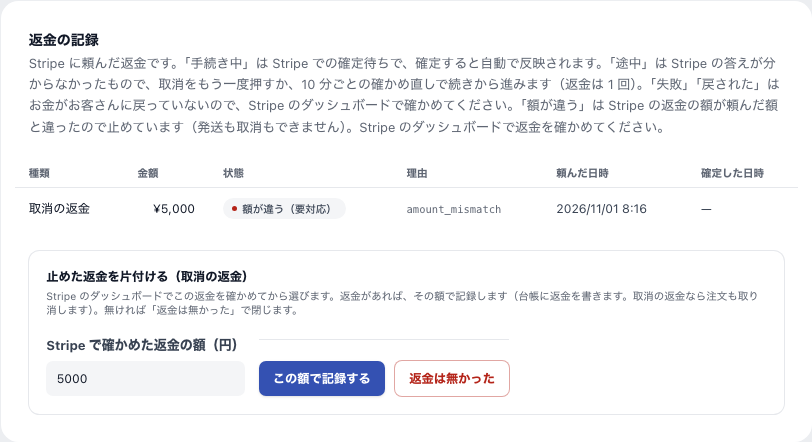 返金の記録
Stripe に頼んだ返金です。「手続き中」は Stripe での確定待ちで、確定すると自動で反映されます。「途中」は Stripe の答えが分
からなかったもので、取消をもう一度押すか、10 分ごとの確かめ直しで続きから進みます（返金は 1 回）。「失敗」「戻された」は
お金がお客さんに戻っていないので、Stripe のダッシュボードで確かめてください。「額が違う」は Stripe の返金の額が頼んだ額
と違ったので止めています（発送も取消もできません）。Stripe のダッシュボードで返金を確かめてください。
種類 金額 状態 理由 頼んだ日時 確定した日時
取消の返金 ¥5,000 額が違う（要対応） amount_mismatch 2026/11/01 8:16 —
止めた返金を片付ける（取消の返金）
Stripe のダッシュボードでこの返金を確かめてから選びます。返金があれば、その額で記録します（台帳に返金を書きます。取消の返金なら注文も取り
消します）。無ければ「返金は無かった」で閉じます。
Stripe で確かめた返金の額（円）
5000 この額で記録する 返金は無かった